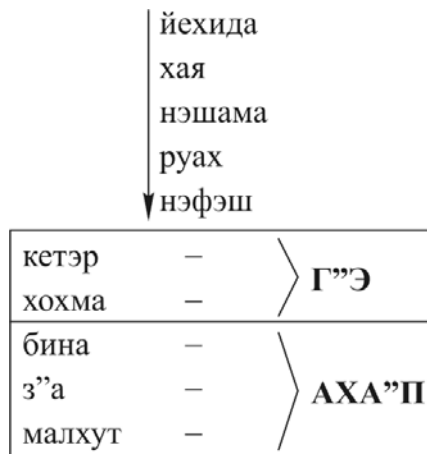 йехида
хая
нэшама
руах
нэфэш
кетэр –
хохма –
Г”Э
бина –
з”а –
малхут –
АХА”П